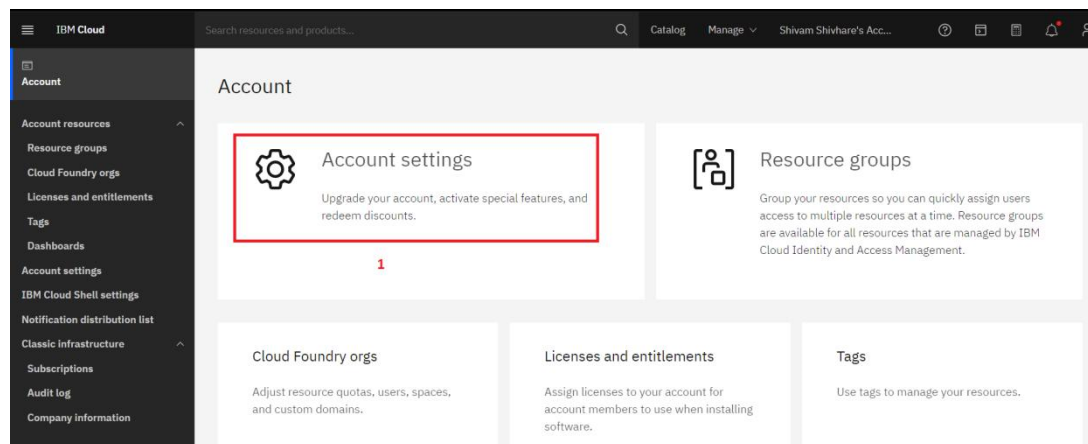 IBM Cloud
Search resources and products...
Catalog
Manage
Shivam Shivhare's Acc...
Account
Account resources
Resource groups
Cloud Foundry orgs
Licenses and entitlements
Tags
Dashboards
Account settings
IBM Cloud Shell settings
Notification distribution list
Classic infrastructure
Subscriptions
Audit log
Company information
Account
Account settings
Upgrade your account, activate special features, and
redeem discounts.
1
Resource groups
Group your resources so you can quickly assign users
access to multiple resources at a time. Resource groups
are available for all resources that are managed by IBM
Cloud Identity and Access Management.
Cloud Foundry orgs
Adjust resource quotas, users, spaces,
and custom domains.
Licenses and entitlements
Assign licenses to your account for
account members to use when installing
software.
Tags
Use tags to manage your resources.